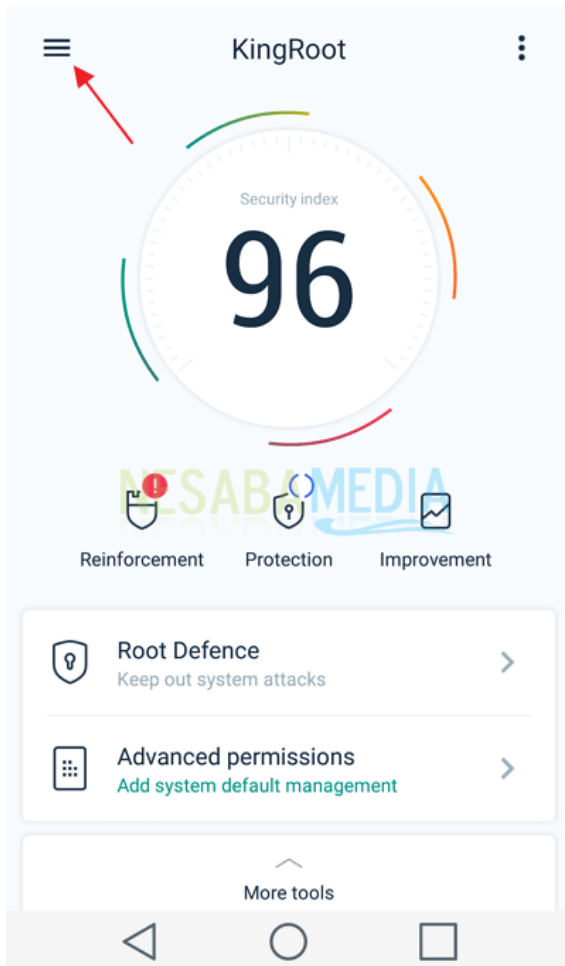 KingRoot
Security index
96
NESABAMEDIA
Reinforcement Protection Improvement
Root Defence
Keep out system attacks
Advanced permissions
Add system default management
More tools